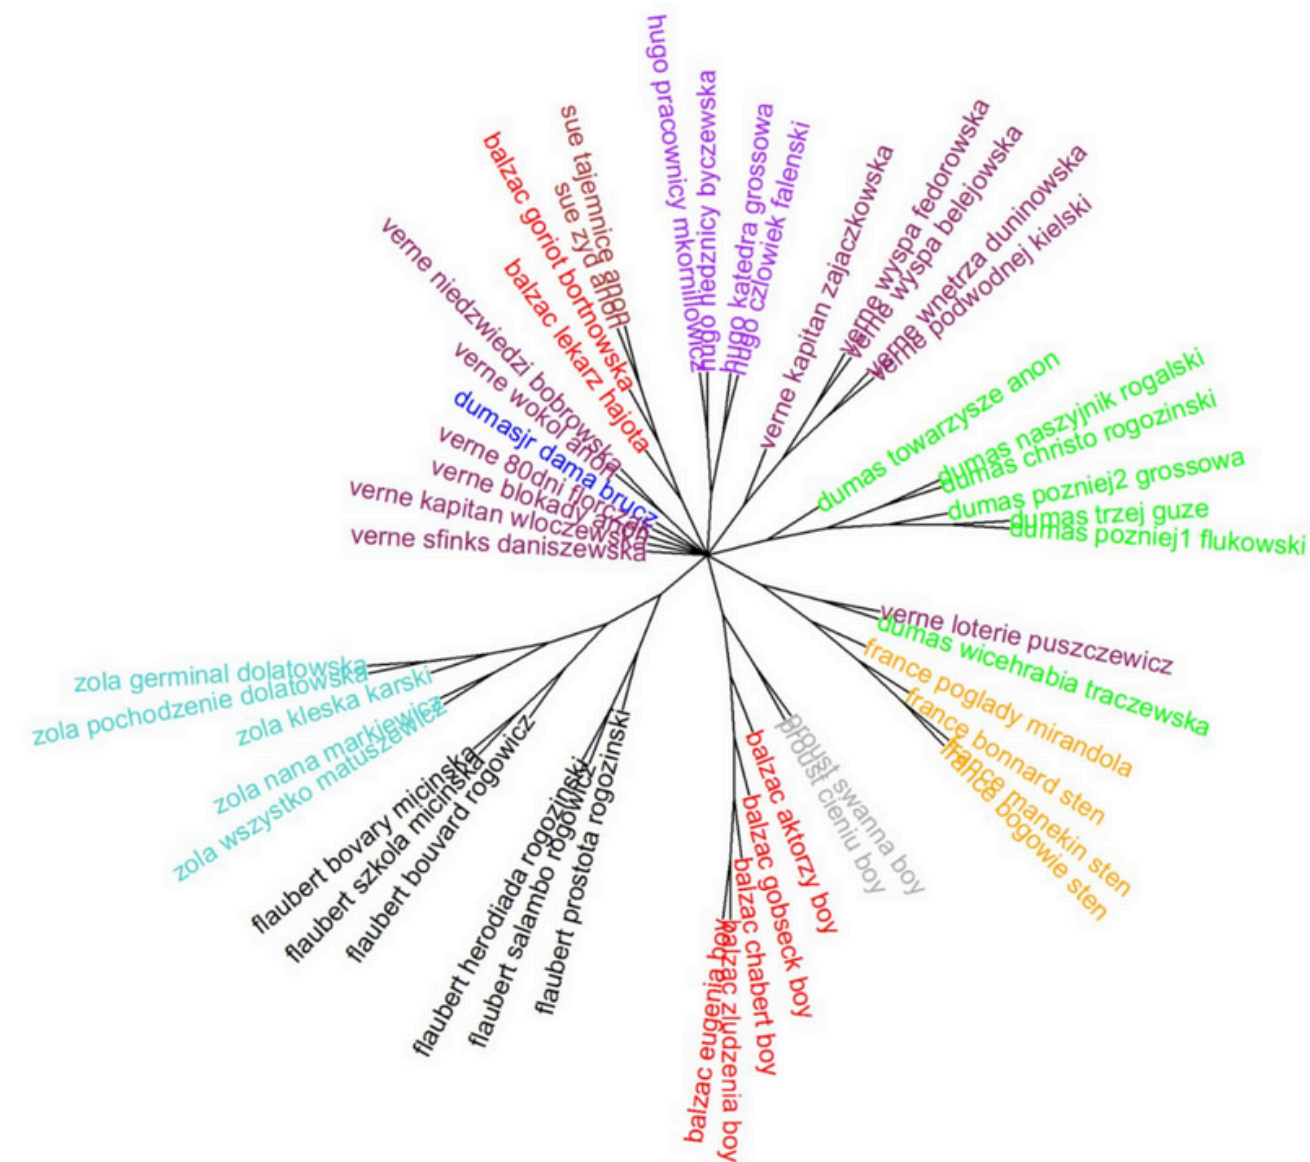 hugo pracownicy mkornillowicz
hugo nedznicy byczewska
hugo katedra grossowa
hugo czlowiek falenski
verne kapitan zajaczkowska
verne wyspa fedorowska
verne wyspa belejowska
verne wnetrza duninowska
verne podwodnej kielski
dumas towarzysze anon
dumas naszyjnik rogalski
dumas christo rogozinski
dumas pozniej2 grossowa
dumas trzej guze
dumas pozniej1 flukowski
verne loterie puszczewicz
dumas wicehrabia traczewska
france poglady mirandola
france bonnard sten
france manekin sten
france bogowie sten
proust swanna boy
proust cieniu boy
balzac aktorzy boy
balzac gobseck boy
balzac chabert boy
balzac zludzenia boy
balzac eugenia boy
flaubert prostota rogozinski
flaubert salambo rogowicz
flaubert herodiada rogozinski
flaubert bouvard rogowicz
flaubert szkola micinska
flaubert bovary micinska
zola wszystko matuszewicz
zola nana markiewicz
zola kleska karski
zola pochodzenie dolatowska
zola germinal dolatowska
verne sfinks daniszewska
verne kapitan wloczewska
verne blokady anon
verne 80dni florczak
dumasjr dama brucz
verne wokol anon
verne niedzwiedzi bobrowska
balzac lekarz hajota
balzac goriot bortnowska
sue zyd anon
sue tajemnice anon